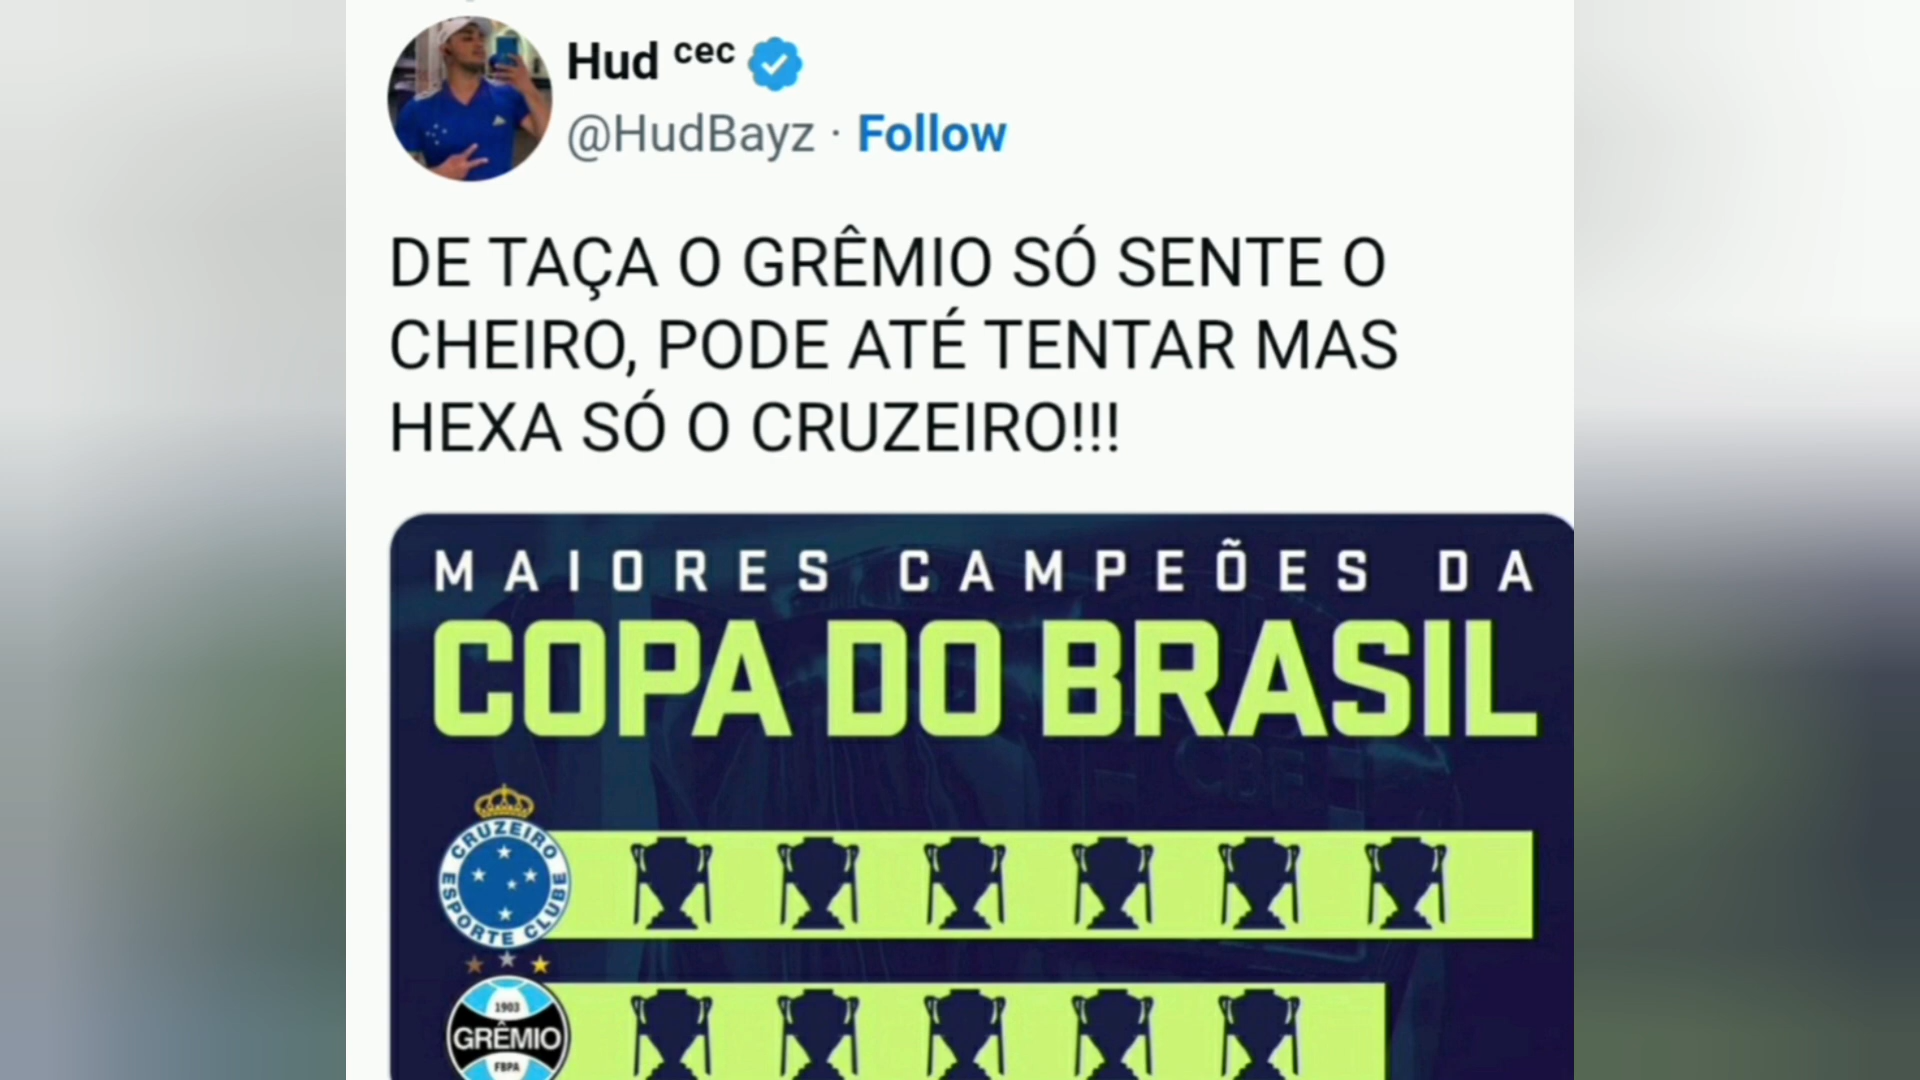 Hud ᶜᵉᶜ
@HudBayz · Follow
DE TAÇA O GRÊMIO SÓ SENTE O
CHEIRO, PODE ATÉ TENTAR MAS
HEXA SÓ O CRUZEIRO!!!
MAIORES CAMPEÕES DA
COPA DO BRASIL
CBF
CRUZEIRO
ESPORTE CLUBE
1903
GRÊMIO
FBPA